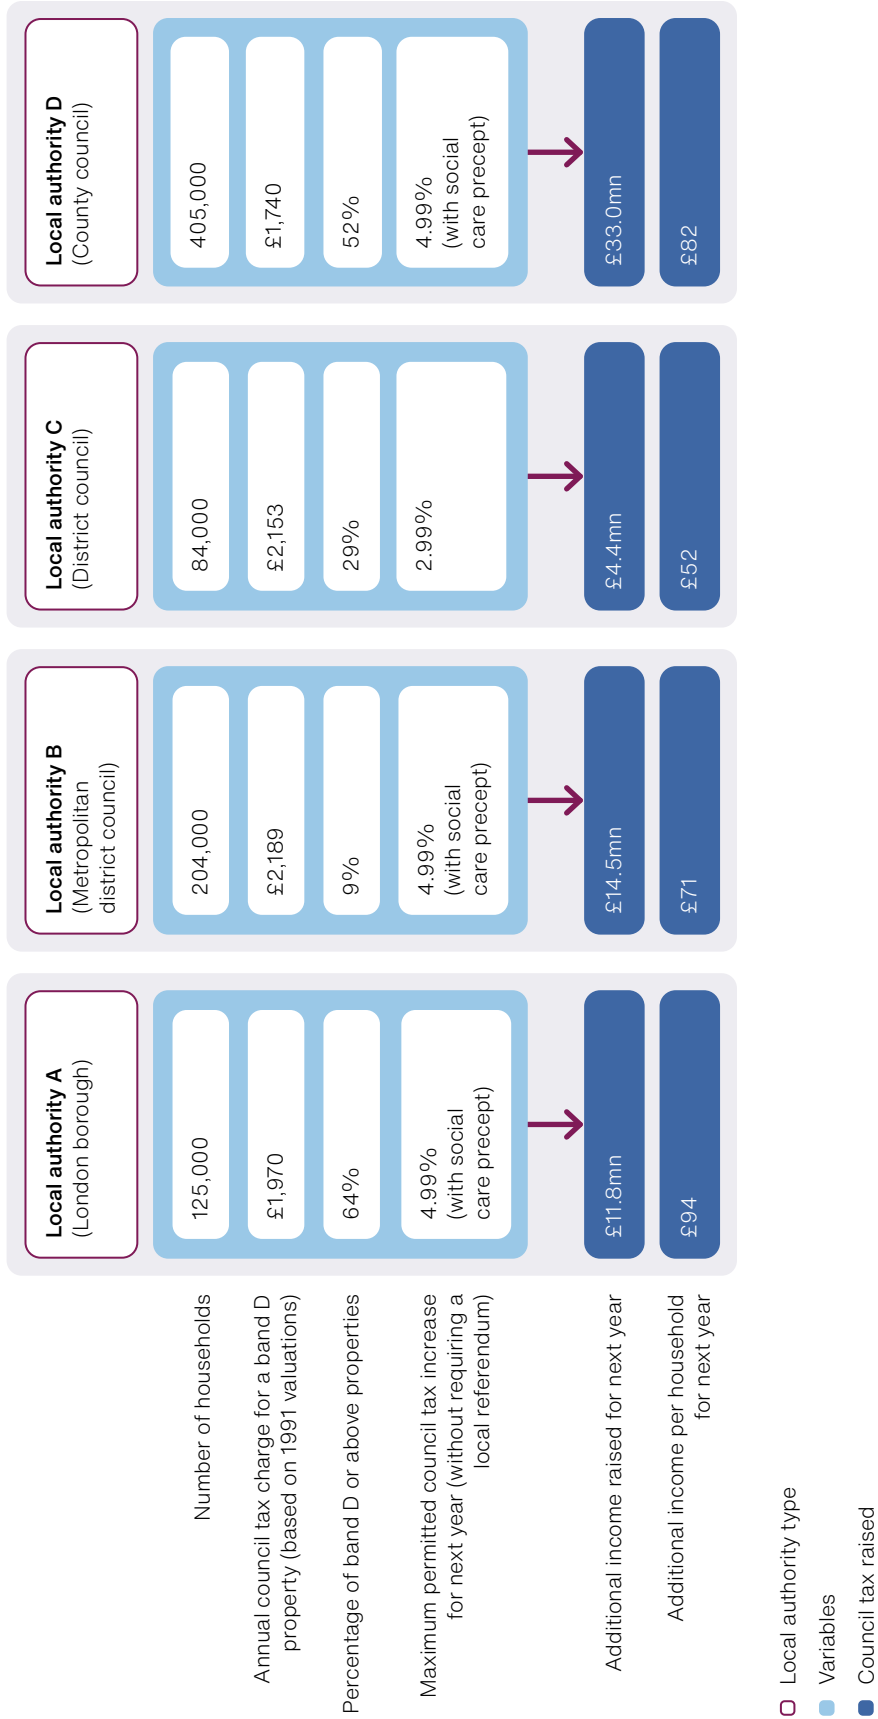 Local authority A
(London borough)
Local authority B
(Metropolitan
district council)
Local authority C
(District council)
Local authority D
(County council)
Number of households
125,000
204,000
84,000
405,000
Annual council tax charge for a band D
property (based on 1991 valuations)
£1,970
£2,189
£2,153
£1,740
Percentage of band D or above properties
64%
9%
29%
52%
Maximum permitted council tax increase
for next year (without requiring a
local referendum)
4.99%
(with social
care precept)
4.99%
(with social
care precept)
2.99%
4.99%
(with social
care precept)
Additional income raised for next year
£11.8mn
£14.5mn
£4.4mn
£33.0mn
Additional income per household
for next year
£94
£71
£52
£82
Local authority type
Variables
Council tax raised